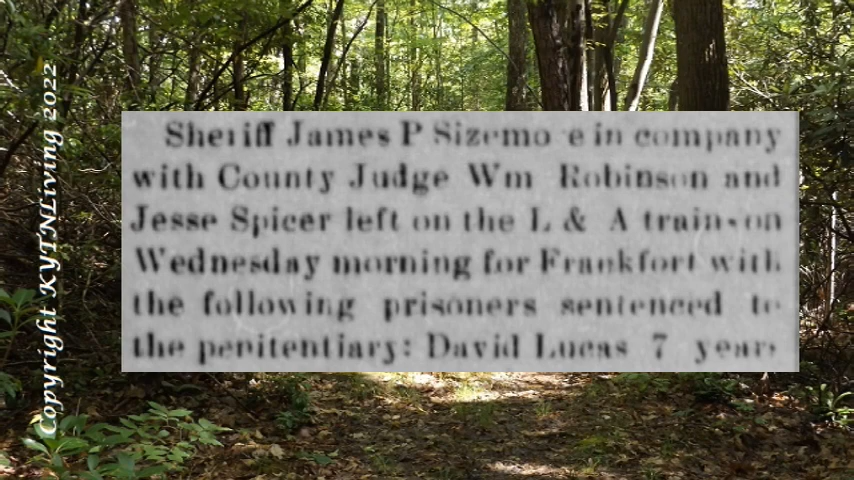 Sheriff James P Sizemo e in company
with County Judge Wm Robinson and
Jesse Spicer left on the L & A train on
Wednesday morning for Frankfort with
the following prisoners sentenced to
the penitentiary: David Lucas 7 years
Copyright KYTNLiving 2022